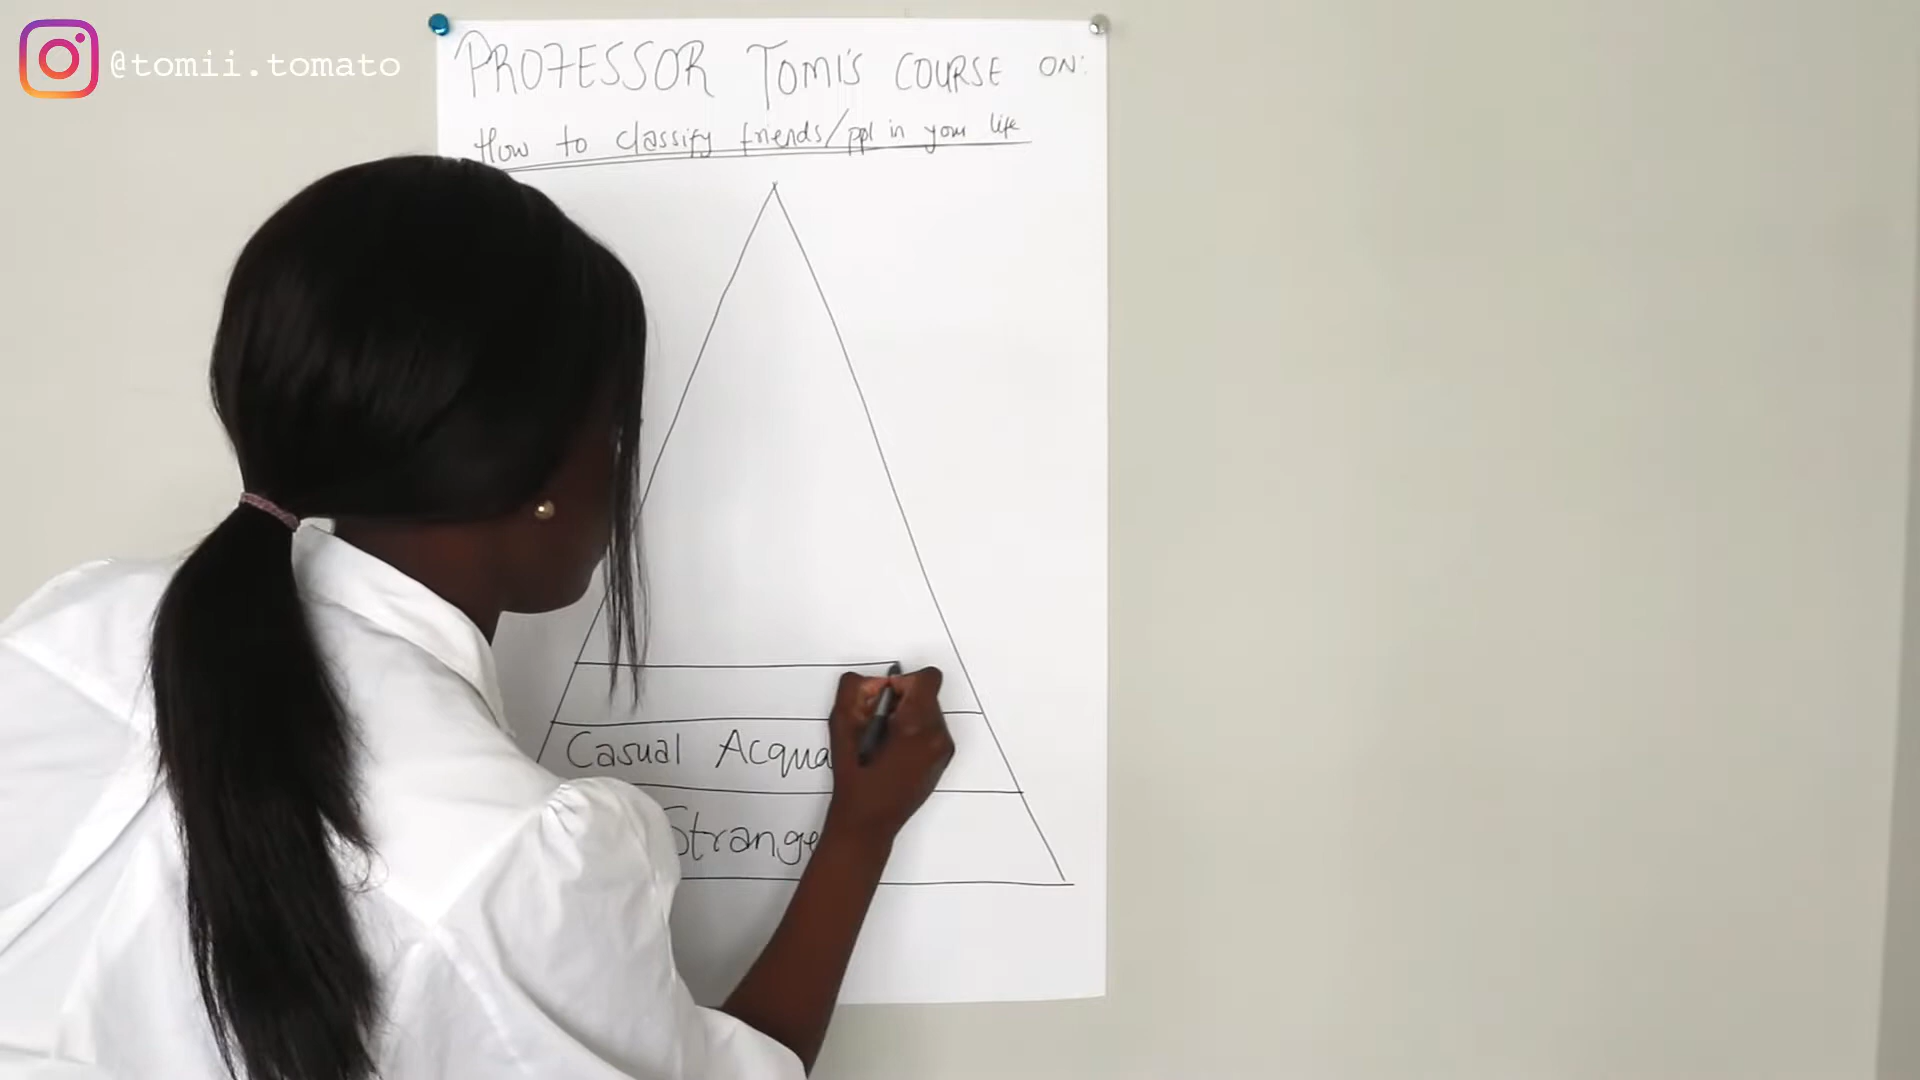 @tomii.tomato
PROFESSOR TOMI'S COURSE ON:
How to classify friends/ppl in your life
Casual Acqua
Strange